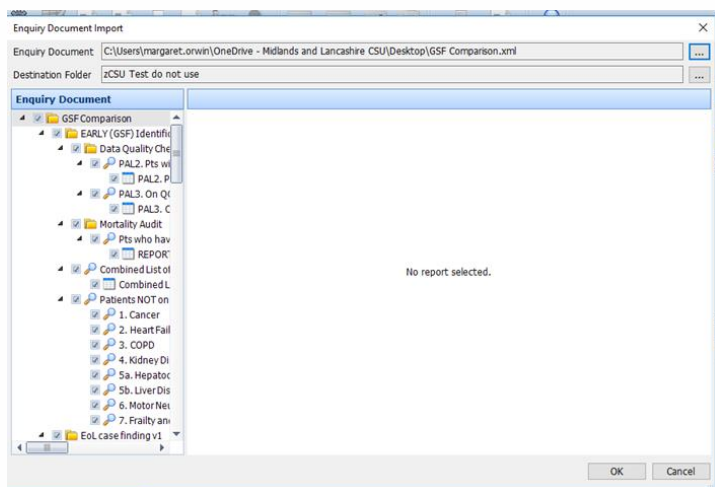 Enquiry Document Import
Enquiry Document C:\Users\margaret.orwin\OneDrive - Midlands and Lancashire CSU\Desktop\GSF Comparison.xml ...
Destination Folder zCSU Test do not use ...
Enquiry Document
GSF Comparison
EARLY (GSF) Identific
Data Quality Che
PAL2. Pts wi
PAL2. P
PAL3. On QO
PAL3. C
Mortality Audit
Pts who hav
REPORT
Combined List of
Combined L
Patients NOT on
1. Cancer
2. Heart Fail
3. COPD
4. Kidney Di
5a. Hepatoc
5b. Liver Dis
6. Motor Neu
7. Frailty and
EoL case finding v1
No report selected.
OK Cancel